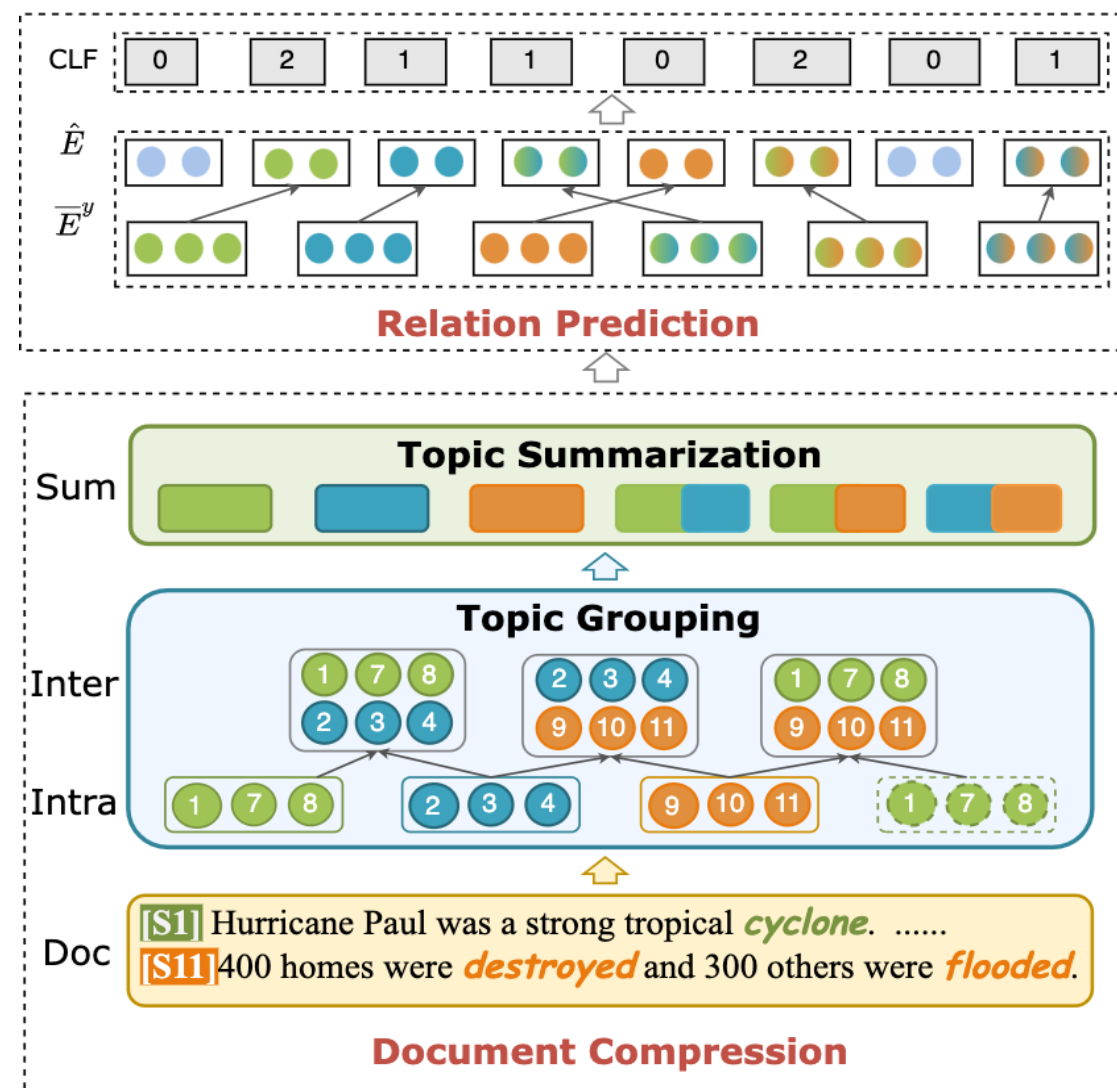 CLF 0 2 1 1 0 2 0 1
Ê
E̅ʸ
Relation Prediction
Topic Summarization
Sum
Topic Grouping
Inter
1 7 8 2 3 4 1 7 8
2 3 4 9 10 11 9 10 11
Intra 1 7 8 2 3 4 9 10 11 1 7 8
Doc
[S1] Hurricane Paul was a strong tropical cyclone. ......
[S11] 400 homes were destroyed and 300 others were flooded.
Document Compression